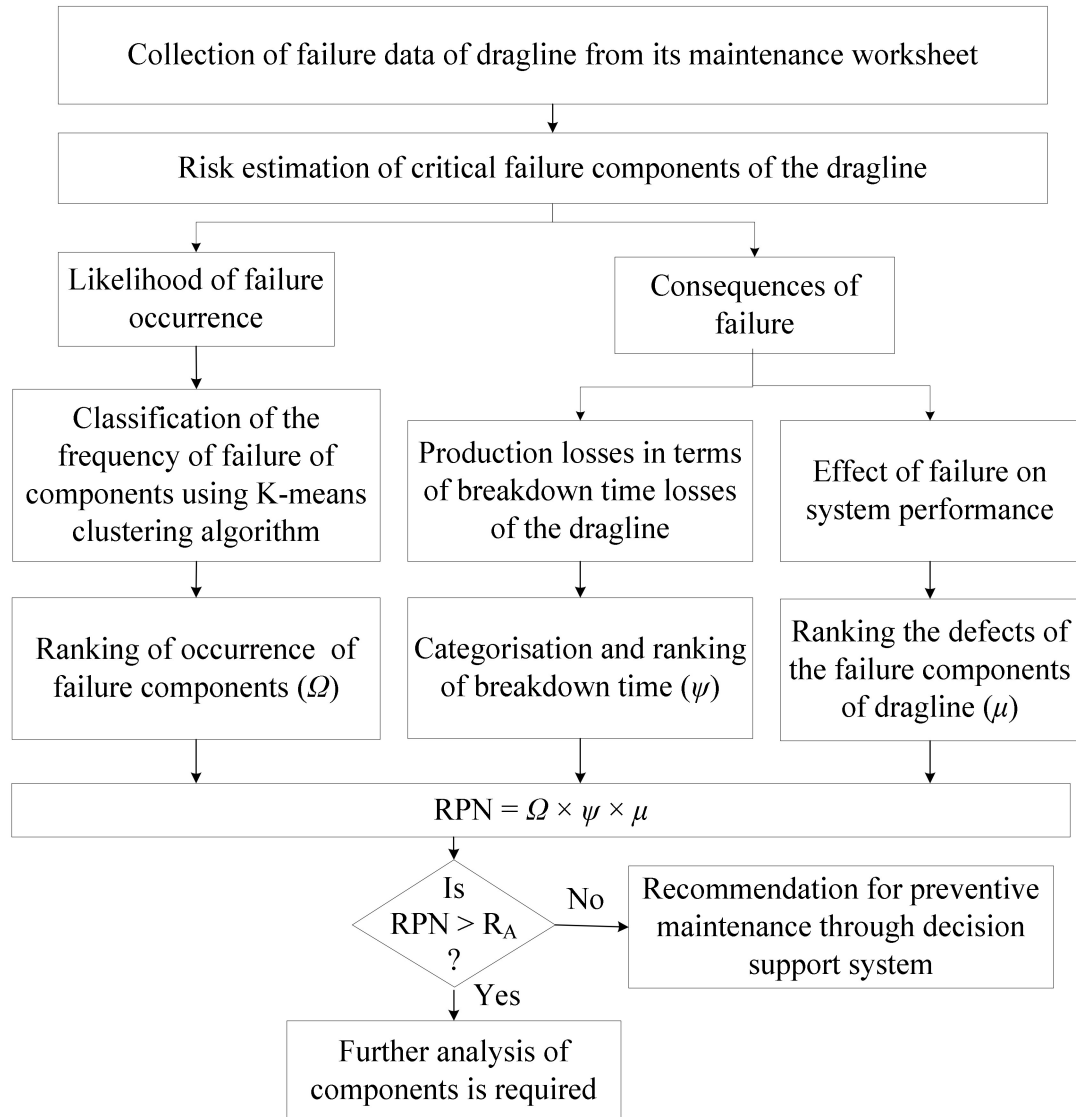 Collection of failure data of dragline from its maintenance worksheet
Risk estimation of critical failure components of the dragline
Likelihood of failure
occurrence
Consequences of
failure
Classification of the
frequency of failure of
components using K-means
clustering algorithm
Production losses in terms
of breakdown time losses
of the dragline
Effect of failure on
system performance
Ranking of occurrence of
failure components (Ω)
Categorisation and ranking
of breakdown time (ψ)
Ranking the defects of
the failure components
of dragline (μ)
RPN = Ω × ψ × μ
Is
RPN > R_A
?
No
Recommendation for preventive
maintenance through decision
support system
Yes
Further analysis of
components is required